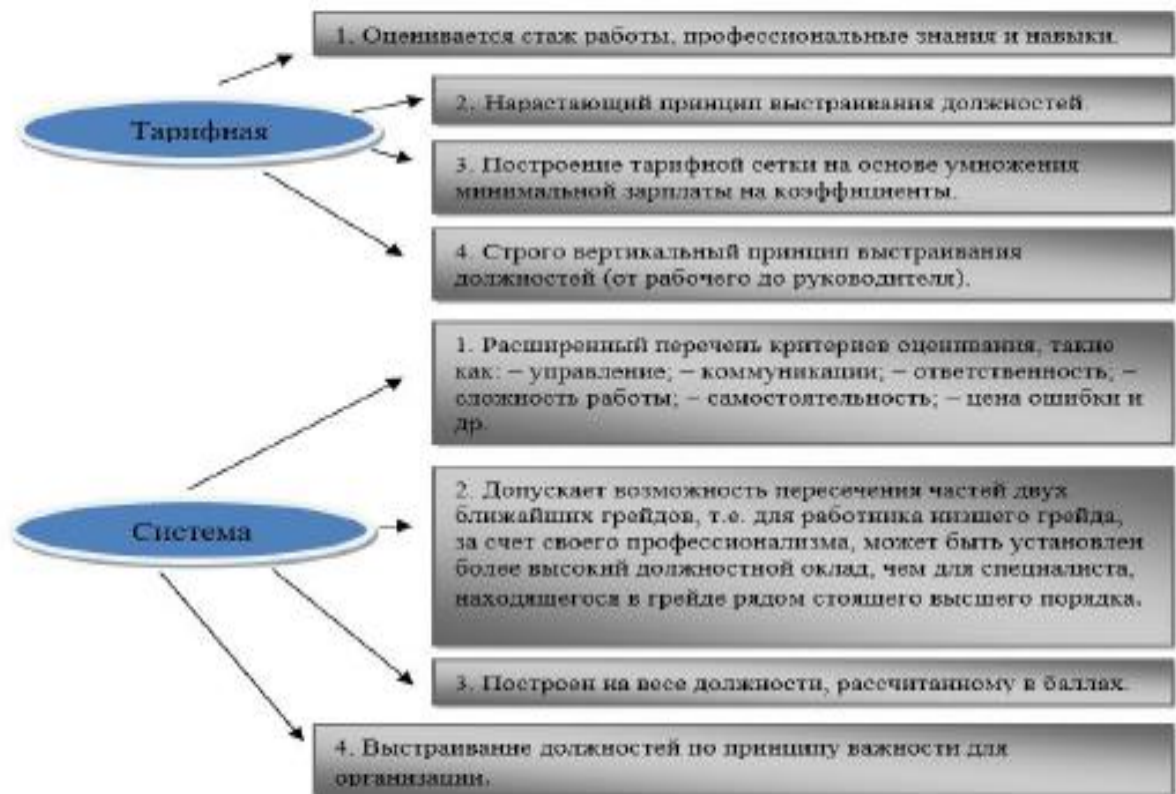 1. Оценивается стаж работы, профессиональные знания и навыки.
Тарифная
2. Нарастающий принцип выстраивания должностей.
3. Построение тарифной сетки на основе умножения
минимальной зарплаты на коэффициенты.
4. Строго вертикальный принцип выстраивания
должностей (от рабочего до руководителя).
Система
1. Расширенный перечень критериев оценивания, такие
как: – управление; – коммуникации; – ответственность; –
сложность работы; – самостоятельность; – цена ошибки и
др.
2. Допускает возможность пересечения частей двух
ближайших грейдов, т.е. для работника низшего грейда,
за счет своего профессионализма, может быть установлен
более высокий должностной оклад, чем для специалиста,
находящегося в грейде рядом стоящего высшего порядка.
3. Построен на весе должности, рассчитанному в баллах.
4. Выстраивание должностей по принципу важности для
организации.